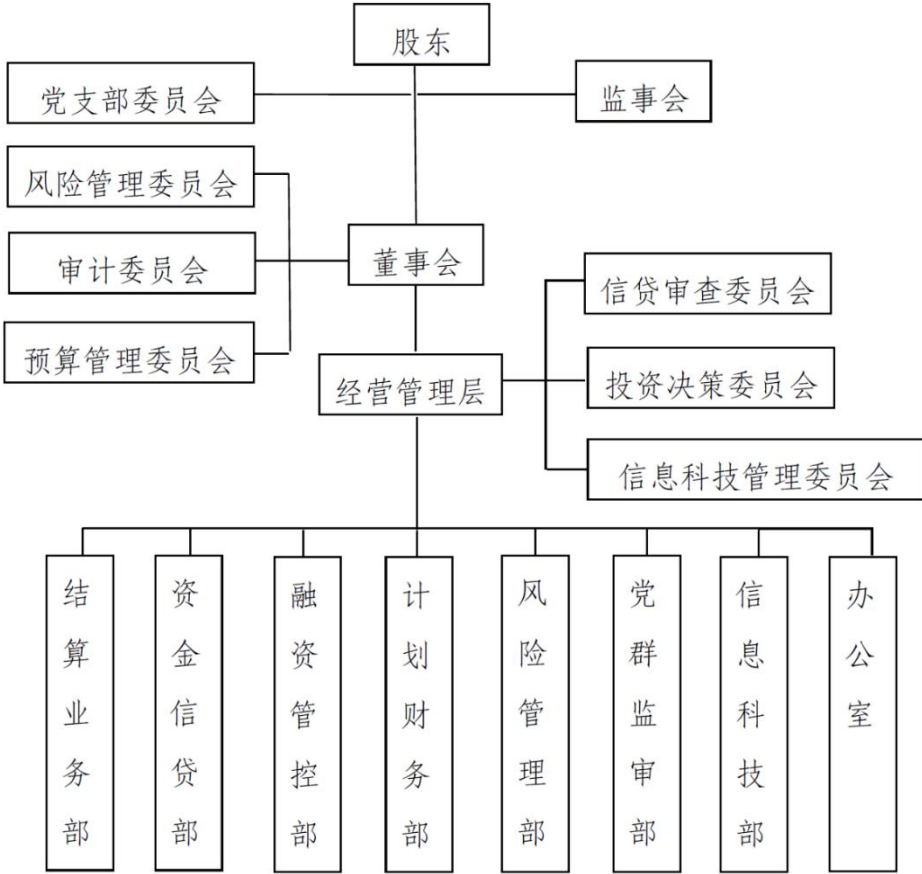 股东
党支部委员会
监事会
风险管理委员会
审计委员会
董事会
预算管理委员会
信贷审查委员会
经营管理层
投资决策委员会
信息科技管理委员会
结算业务部
资金信贷部
融资管控部
计划财务部
风险管理部
党群监审部
信息科技部
办公室